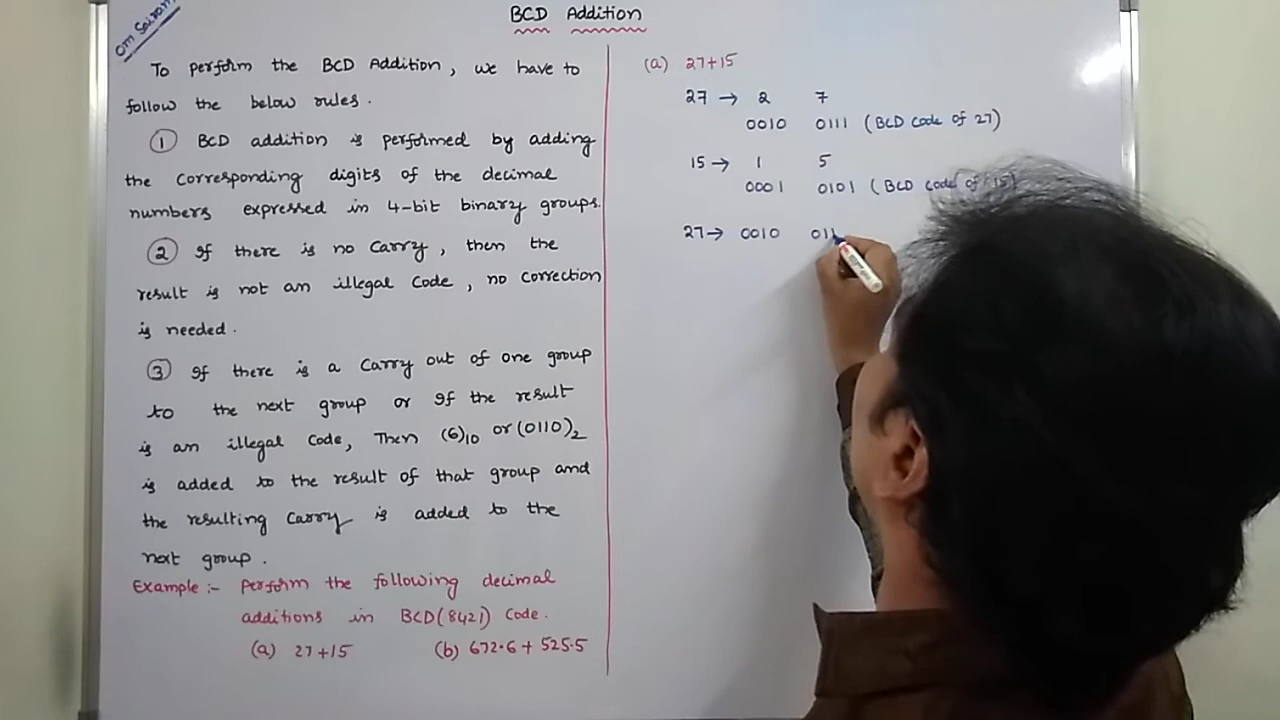 Om Sairam
BCD Addition
To perform the BCD Addition, we have to
follow the below rules.
1 BCD addition is performed by adding
the corresponding digits of the decimal
numbers expressed in 4-bit binary groups.
2 If there is no carry, then the
result is not an illegal code, no correction
is needed.
3 If there is a carry out of one group
to the next group or If the result
is an illegal code, Then (6)10 or (0110)2
is added to the result of that group and
the resulting carry is added to the
next group.
Example :- Perform the following decimal
additions in BCD(8421) code.
(a) 27+15 (b) 672.6 + 525.5
(a) 27+15
27 → 2 7
0010 0111 (BCD code of 27)
15 → 1 5
0001 0101 (BCD code of 15)
27 → 0010 011